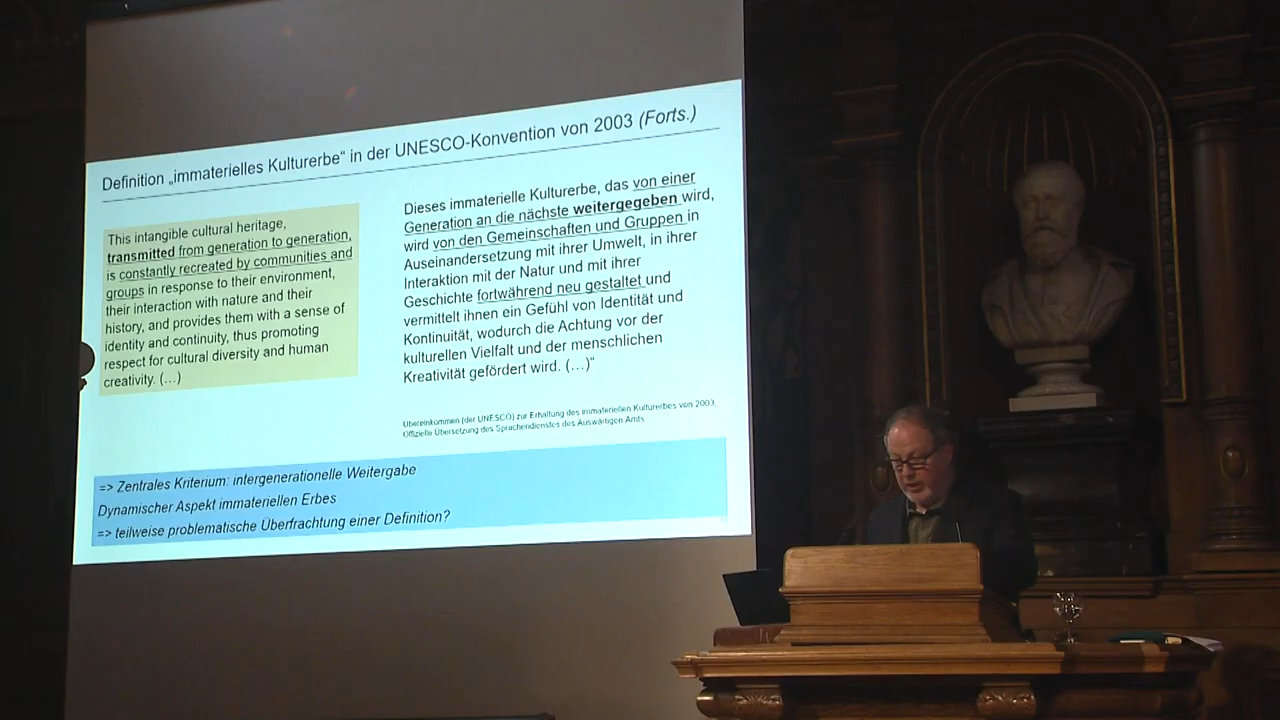 Definition „immaterielles Kulturerbe“ in der UNESCO-Konvention von 2003 (Forts.)
This intangible cultural heritage,
transmitted from generation to generation,
is constantly recreated by communities and
groups in response to their environment,
their interaction with nature and their
history, and provides them with a sense of
identity and continuity, thus promoting
respect for cultural diversity and human
creativity. (…)
Dieses immaterielle Kulturerbe, das von einer
Generation an die nächste weitergegeben wird,
wird von den Gemeinschaften und Gruppen in
Auseinandersetzung mit ihrer Umwelt, in ihrer
Interaktion mit der Natur und mit ihrer
Geschichte fortwährend neu gestaltet und
vermittelt ihnen ein Gefühl von Identität und
Kontinuität, wodurch die Achtung vor der
kulturellen Vielfalt und der menschlichen
Kreativität gefördert wird. (…)“
Übereinkommen (der UNESCO) zur Erhaltung des immateriellen Kulturerbes von 2003.
Offizielle Übersetzung des Sprachendienstes des Auswärtigen Amts
=> Zentrales Kriterium: intergenerationelle Weitergabe
Dynamischer Aspekt immateriellen Erbes
=> teilweise problematische Überfrachtung einer Definition?